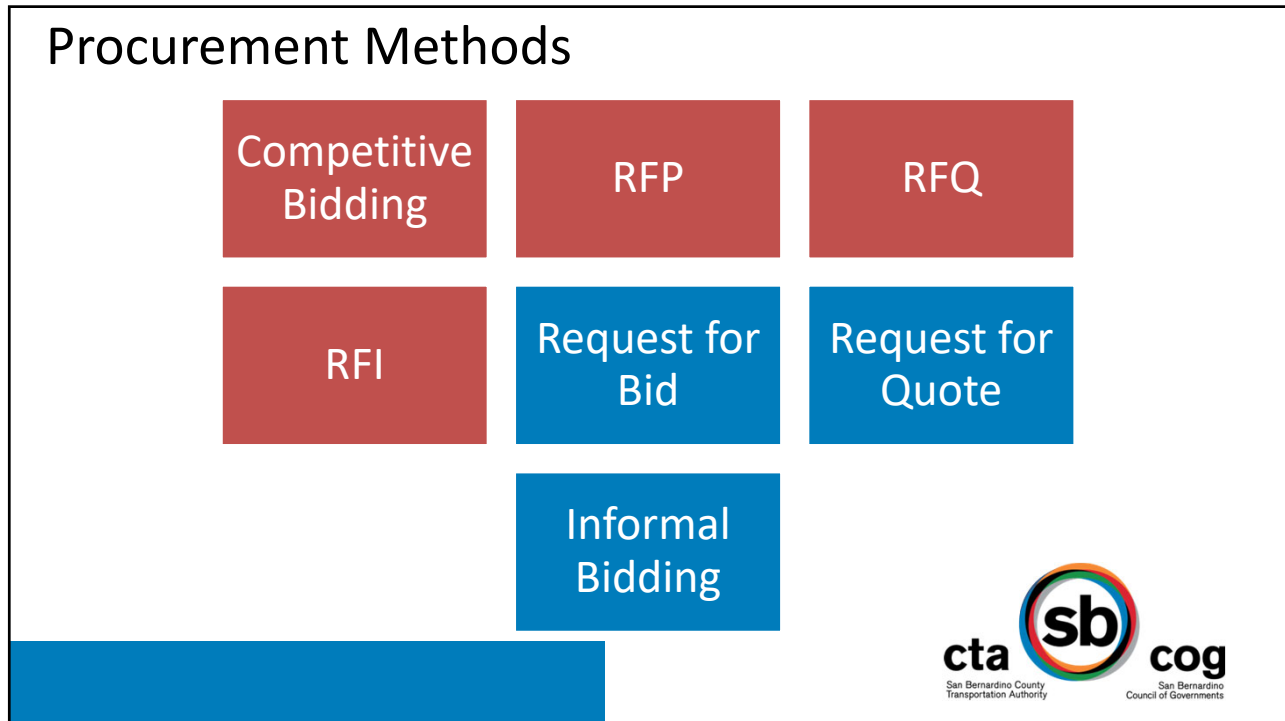 Procurement Methods
Competitive
Bidding
RFP
RFQ
RFI
Request for
Bid
Request for
Quote
Informal
Bidding
sb
cta
cog
San Bernardino County
Transportation Authority
San Bernardino
Council of Governments